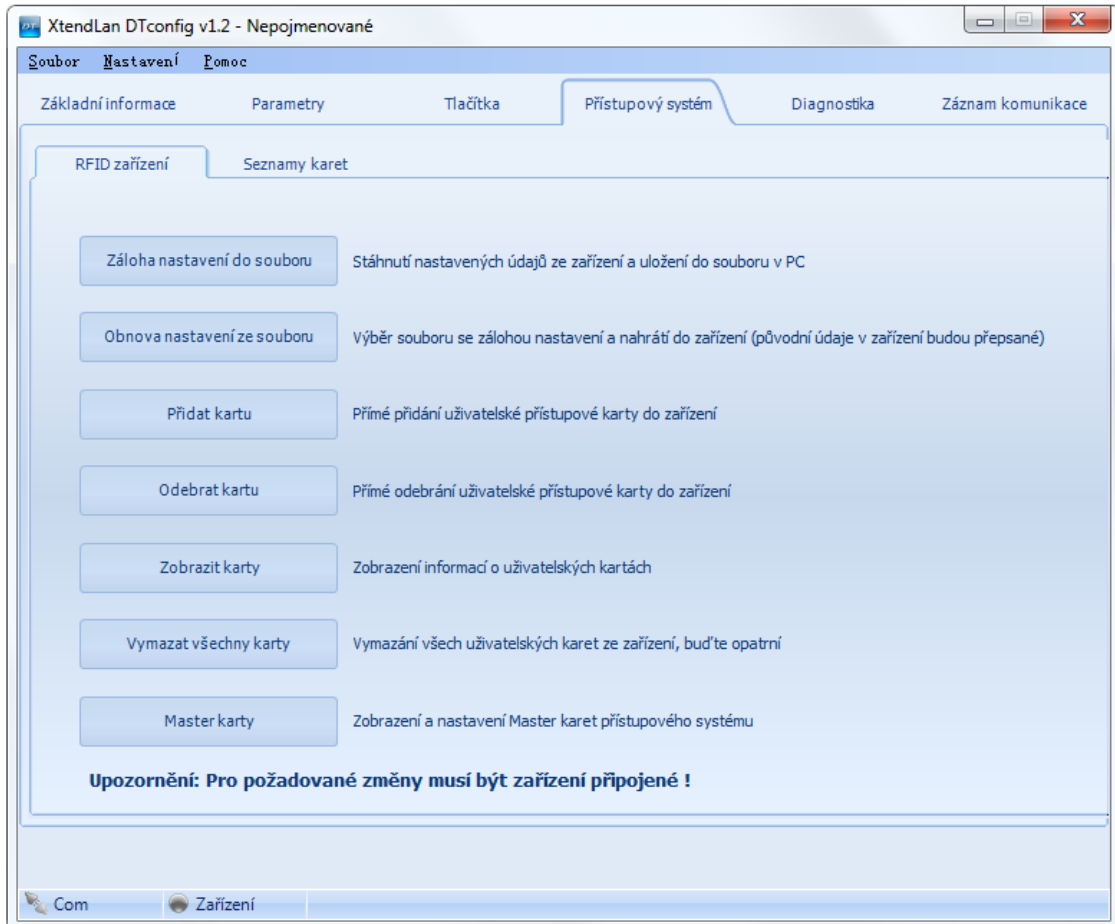 DT XtendLan DTconfig v1.2 - Nepojmenované
Soubor Nastavení Pomoc
Základní informace Parametry Tlačítka Přístupový systém Diagnostika Záznam komunikace
RFID zařízení Seznamy karet
Záloha nastavení do souboru Stáhnutí nastavených údajů ze zařízení a uložení do souboru v PC
Obnova nastavení ze souboru Výběr souboru se zálohou nastavení a nahrátí do zařízení (původní údaje v zařízení budou přepsané)
Přidat kartu Přímé přidání uživatelské přístupové karty do zařízení
Odebrat kartu Přímé odebrání uživatelské přístupové karty do zařízení
Zobrazit karty Zobrazení informací o uživatelských kartách
Vymazat všechny karty Vymazání všech uživatelských karet ze zařízení, buďte opatrní
Master karty Zobrazení a nastavení Master karet přístupového systému
Upozornění: Pro požadované změny musí být zařízení připojené !
Com Zařízení